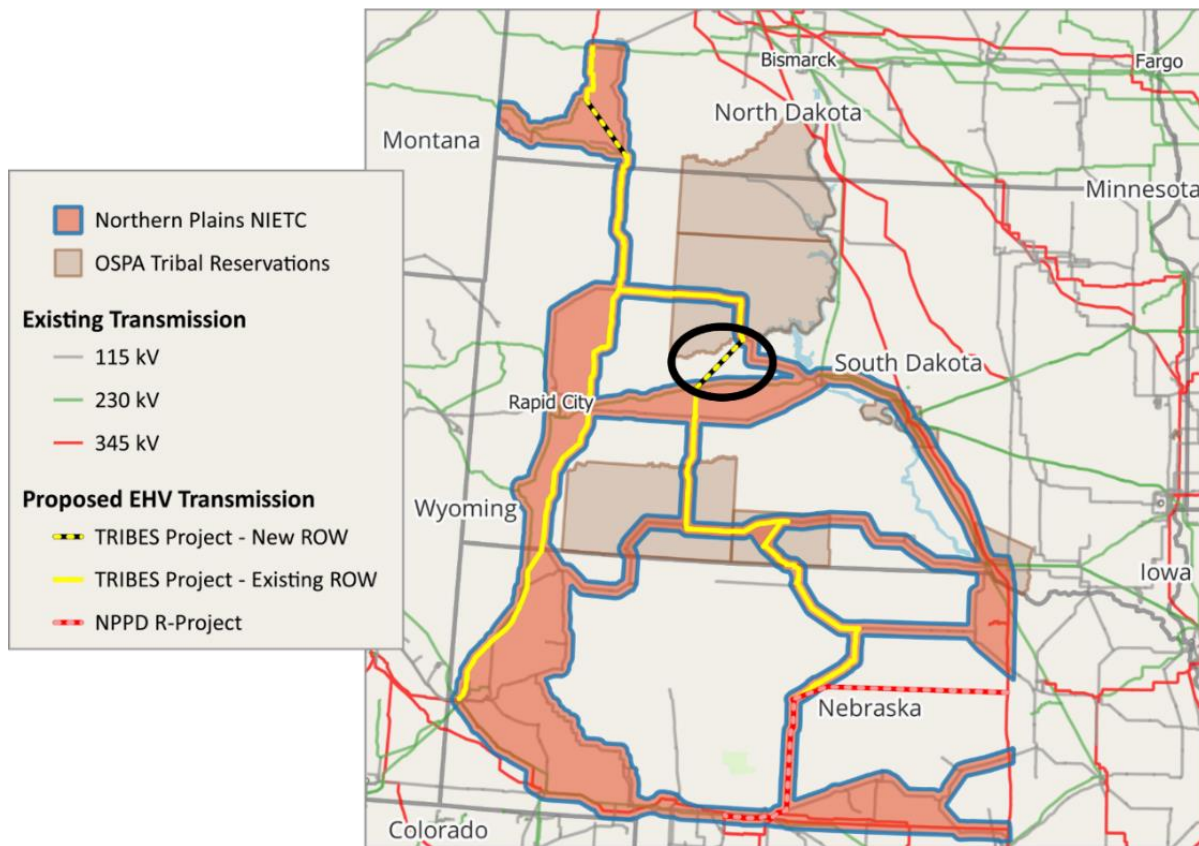 Bismarck
Fargo
North Dakota
Montana
Minnesota
Northern Plains NIETC
OSPA Tribal Reservations
Existing Transmission
115 kV
230 kV
345 kV
Proposed EHV Transmission
TRIBES Project - New ROW
TRIBES Project - Existing ROW
NPPD R-Project
South Dakota
Rapid City
Wyoming
Iowa
Nebraska
Colorado